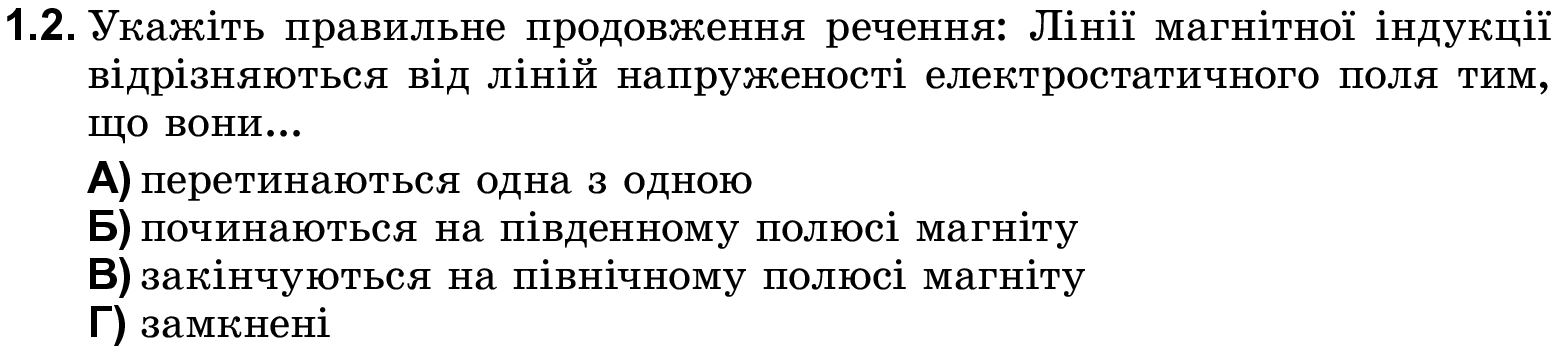 1.2. Укажіть правильне продовження речення: Лінії магнітної індукції
відрізняються від ліній напруженості електростатичного поля тим,
що вони...
А) перетинаються одна з одною
Б) починаються на південному полюсі магніту
В) закінчуються на північному полюсі магніту
Г) замкнені